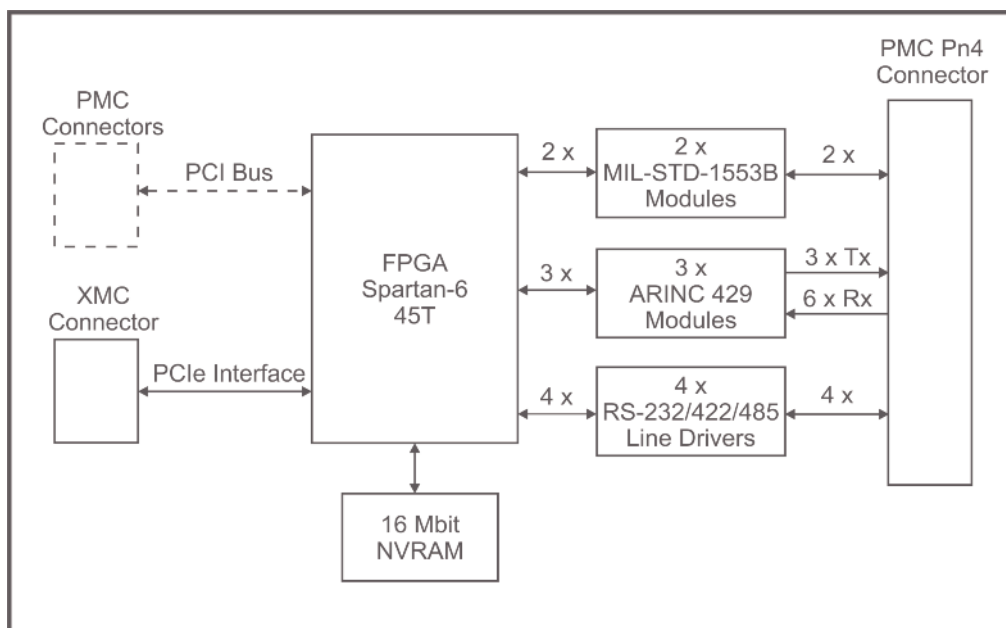 PMC Pn4
Connector
PMC
Connectors
PCI Bus
XMC
Connector
PCIe Interface
FPGA
Spartan-6
45T
16 Mbit
NVRAM
2 x
2 x
MIL-STD-1553B
Modules
2 x
3 x
3 x
ARINC 429
Modules
3 x Tx
6 x Rx
4 x
4 x
RS-232/422/485
Line Drivers
4 x